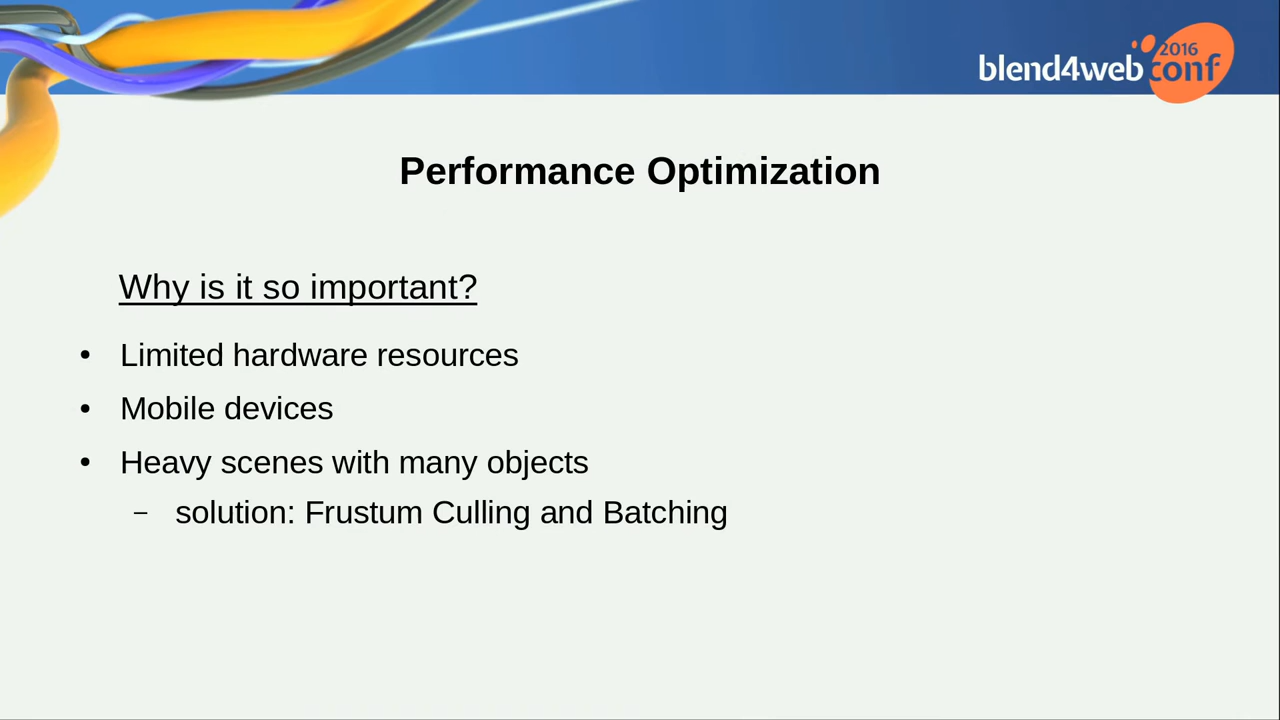 2016
blend4web conf
Performance Optimization
Why is it so important?
• Limited hardware resources
• Mobile devices
• Heavy scenes with many objects
– solution: Frustum Culling and Batching